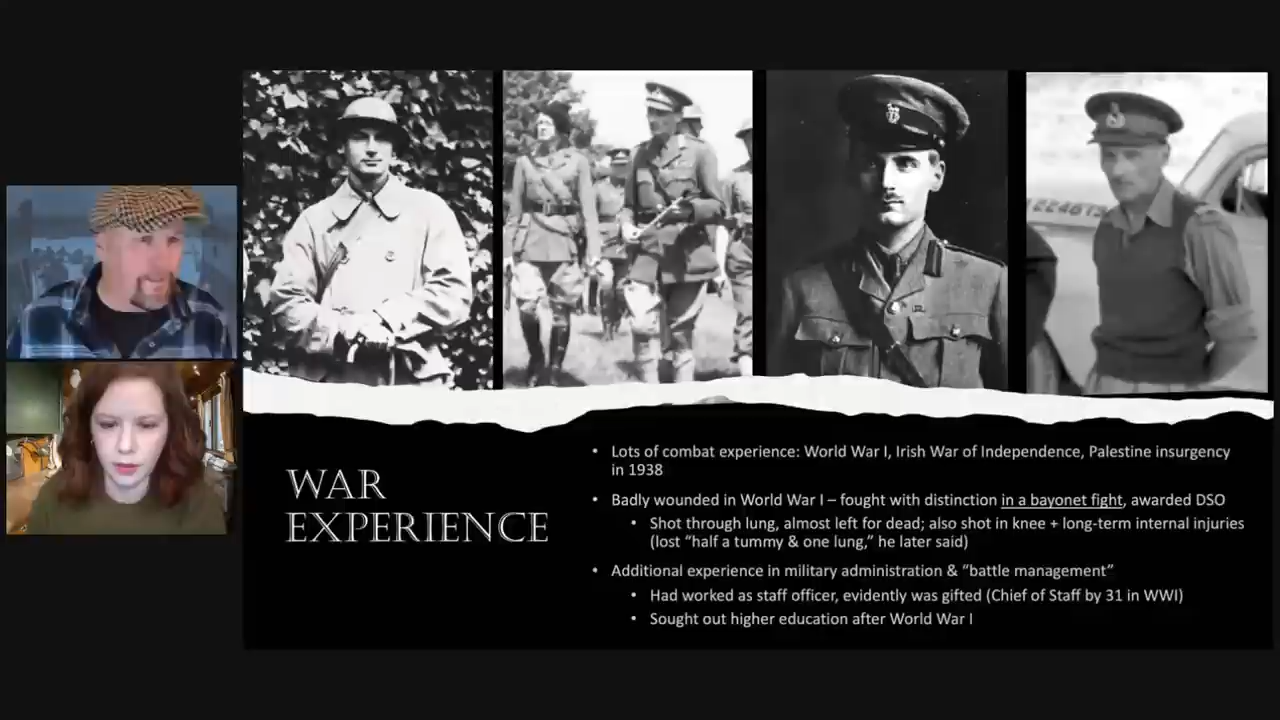 WAR
EXPERIENCE
• Lots of combat experience: World War I, Irish War of Independence, Palestine insurgency
in 1938
• Badly wounded in World War I – fought with distinction in a bayonet fight, awarded DSO
• Shot through lung, almost left for dead; also shot in knee + long-term internal injuries
(lost “half a tummy & one lung,” he later said)
• Additional experience in military administration & “battle management”
• Had worked as staff officer, evidently was gifted (Chief of Staff by 31 in WWI)
• Sought out higher education after World War I